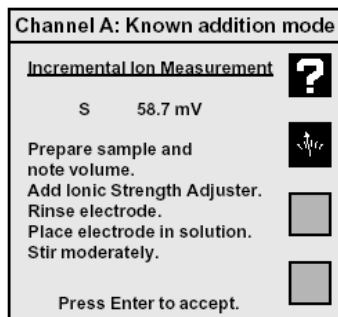 Channel A: Known addition mode
Incremental Ion Measurement
?
S 58.7 mV
Prepare sample and
note volume.
Add Ionic Strength Adjuster.
Rinse electrode.
Place electrode in solution.
Stir moderately.
Press Enter to accept.